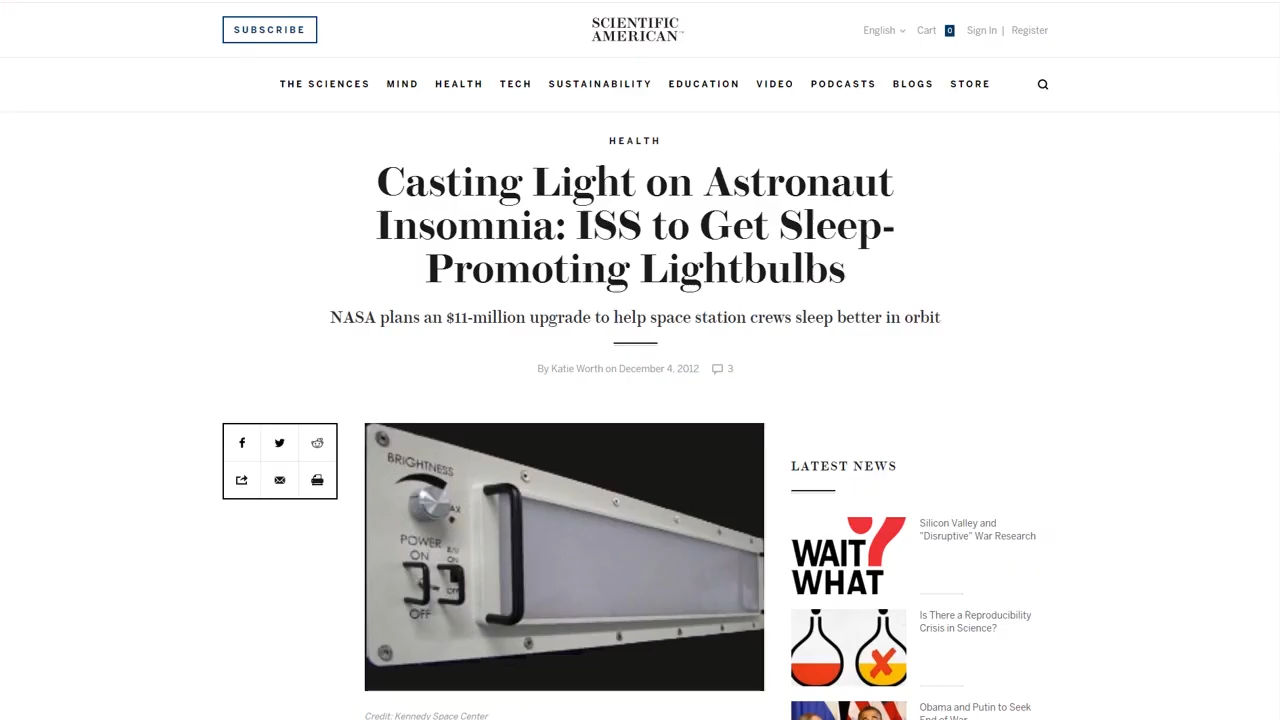 SUBSCRIBE
SCIENTIFIC
AMERICAN™
English
Cart 0
Sign In | Register
THE SCIENCES MIND HEALTH TECH SUSTAINABILITY EDUCATION VIDEO PODCASTS BLOGS STORE
HEALTH
Casting Light on Astronaut
Insomnia: ISS to Get Sleep-
Promoting Lightbulbs
NASA plans an $11-million upgrade to help space station crews sleep better in orbit
By Katie Worth on December 4, 2012 3
BRIGHTNESS
AX
POWER
ON
ON
OFF
OFF
Credit: Kennedy Space Center
LATEST NEWS
WAIT
WHAT
?
Silicon Valley and
"Disruptive" War Research
Is There a Reproducibility
Crisis in Science?
Obama and Putin to Seek
End of War